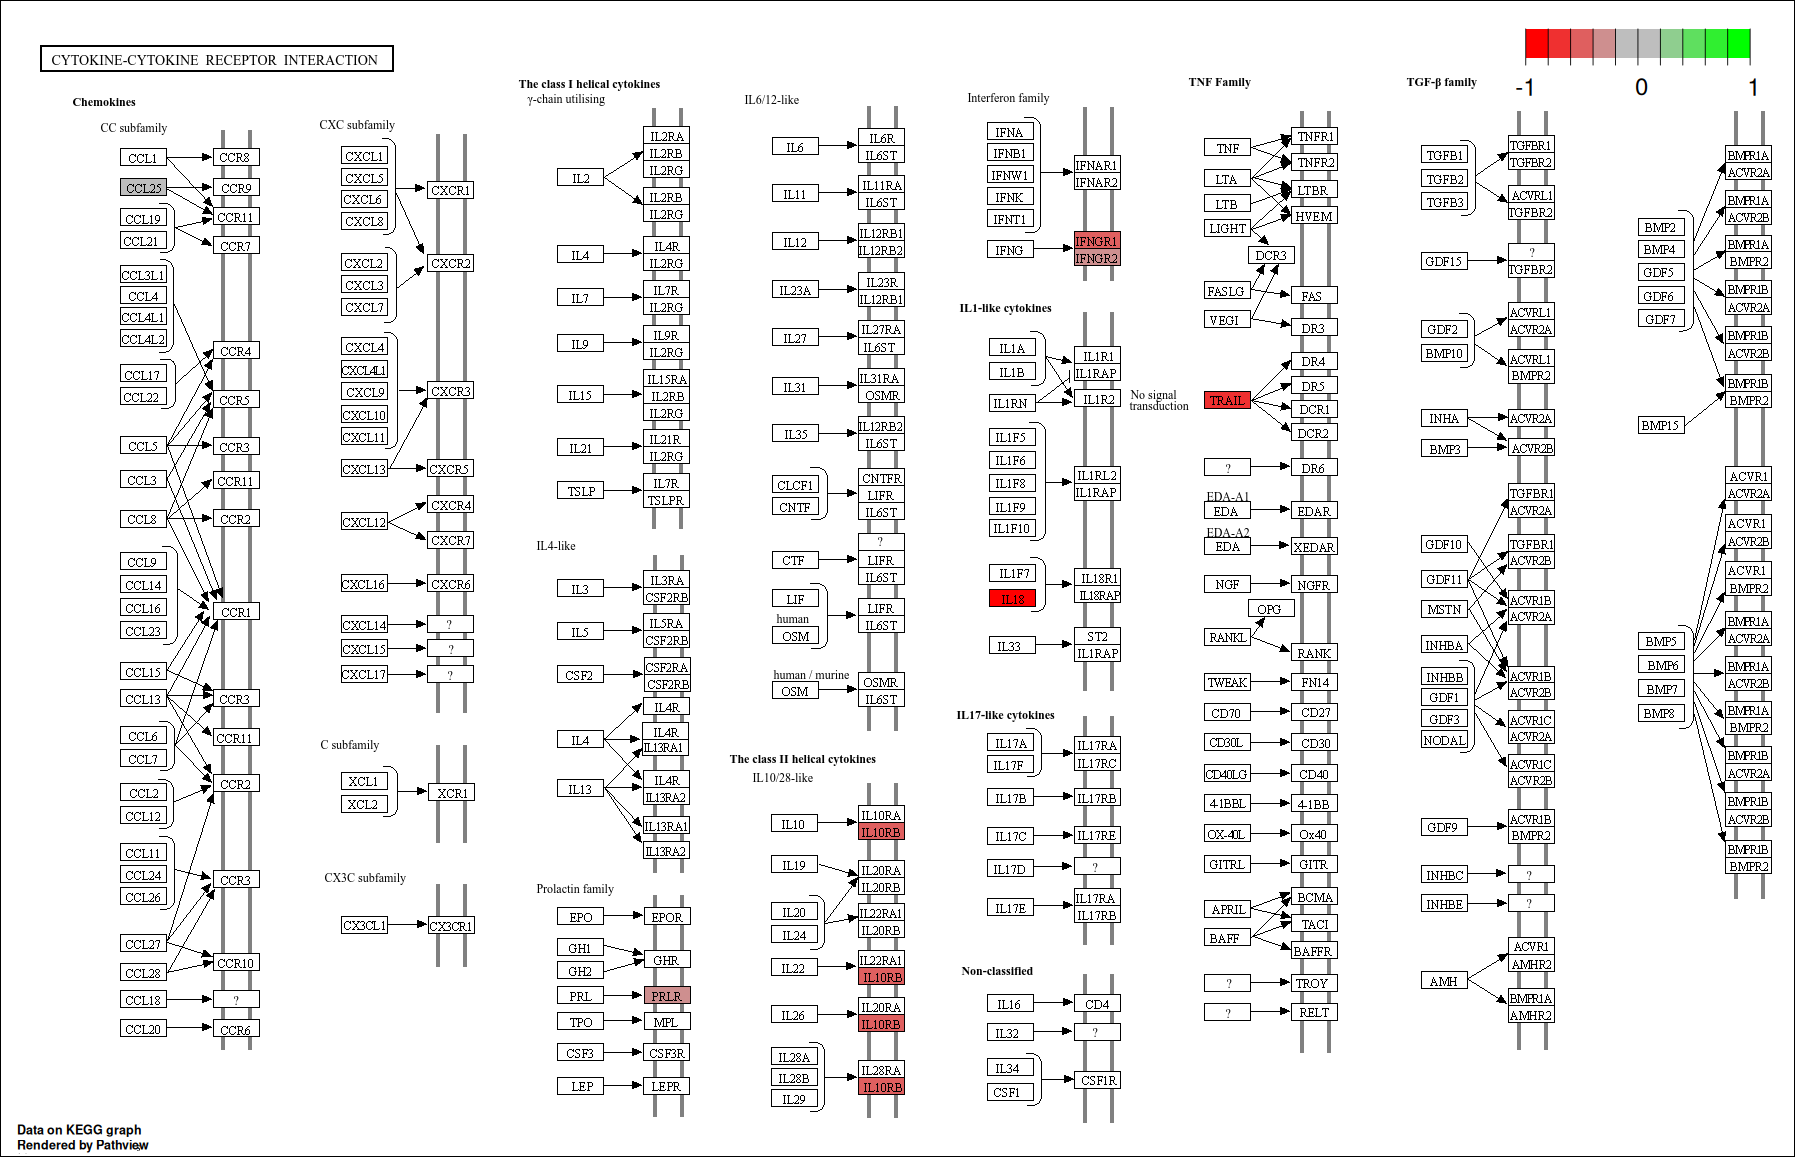 CYTOKINE-CYTOKINE RECEPTOR INTERACTION
-1 0 1
Chemokines
CC subfamily
CCL1
CCL25
CCL19
CCL21
CCL3L1
CCL4
CCL4L1
CCL4L2
CCL17
CCL22
CCL5
CCL3
CCL8
CCL9
CCL14
CCL16
CCL23
CCL15
CCL13
CCL6
CCL7
CCL2
CCL12
CCL11
CCL24
CCL26
CCL27
CCL28
CCL18
CCL20
CCR8
CCR9
CCR11
CCR7
CCR4
CCR5
CCR3
CCR11
CCR2
CCR1
CCR3
CCR11
CCR2
CCR3
CCR10
?
CCR6
CXC subfamily
CXCL1
CXCL5
CXCL6
CXCL8
CXCL2
CXCL3
CXCL7
CXCL4
CXCL4L1
CXCL9
CXCL10
CXCL11
CXCL13
CXCL12
CXCL16
CXCL14
CXCL15
CXCL17
CXCR1
CXCR2
CXCR3
CXCR5
CXCR4
CXCR7
CXCR6
?
?
?
C subfamily
XCL1
XCL2
XCR1
CX3C subfamily
CX3CL1
CX3CR1
The class I helical cytokines
γ-chain utilising
IL2
IL4
IL7
IL9
IL15
IL21
TSLP
IL2RA
IL2RB
IL2RG
IL2RB
IL2RG
IL4R
IL2RG
IL7R
IL2RG
IL9R
IL2RG
IL15RA
IL2RB
IL2RG
IL21R
IL2RG
IL7R
TSLPR
IL4-like
IL3
IL5
CSF2
IL4
IL13
IL3RA
CSF2RB
IL5RA
CSF2RB
CSF2RA
CSF2RB
IL4R
IL4R
IL13RA1
IL4R
IL13RA2
IL13RA1
IL13RA2
Prolactin family
EPO
GH1
GH2
PRL
TPO
CSF3
LEP
EPOR
GHR
PRLR
MPL
CSF3R
LEPR
IL6/12-like
IL6
IL11
IL12
IL23A
IL27
IL31
IL35
CLCF1
CNTF
CTF
LIF
human
OSM
human / murine
OSM
IL6R
IL6ST
IL11RA
IL6ST
IL12RB1
IL12RB2
IL23R
IL12RB1
IL27RA
IL6ST
IL31RA
OSMR
IL12RB2
IL6ST
CNTFR
LIFR
IL6ST
?
LIFR
IL6ST
LIFR
IL6ST
OSMR
IL6ST
The class II helical cytokines
IL10/28-like
IL10
IL19
IL20
IL24
IL22
IL26
IL28A
IL28B
IL29
IL10RA
IL10RB
IL20RA
IL20RB
IL22RA1
IL20RB
IL22RA1
IL10RB
IL20RA
IL10RB
IL28RA
IL10RB
Interferon family
IFNA
IFNB1
IFNW1
IFNK
IFNT1
IFNG
IFNAR1
IFNAR2
IFNGR1
IFNGR2
IL1-like cytokines
IL1A
IL1B
IL1RN
IL1F5
IL1F6
IL1F8
IL1F9
IL1F10
IL1F7
IL18
IL33
IL1R1
IL1RAP
IL1R2
No signal
transduction
IL1RL2
IL1RAP
IL18R1
IL18RAP
ST2
IL1RAP
IL17-like cytokines
IL17A
IL17F
IL17B
IL17C
IL17D
IL17E
IL17RA
IL17RC
IL17RB
IL17RE
?
IL17RA
IL17RB
Non-classified
IL16
IL32
IL34
CSF1
CD4
?
CSF1R
TNF Family
TNF
LTA
LTB
LIGHT
DCR3
FASLG
VEGI
TRAIL
?
EDA-A1
EDA
EDA-A2
EDA
NGF
OPG
RANKL
TWEAK
CD70
CD30L
CD40LG
4-1BBL
OX-40L
GITRL
APRIL
BAFF
?
?
TNFR1
TNFR2
LTBR
HVEM
FAS
DR3
DR4
DR5
DCR1
DCR2
DR6
EDAR
XEDAR
NGFR
RANK
FN14
CD27
CD30
CD40
4-1BB
Ox40
GITR
BCMA
TACI
BAFFR
TROY
RELT
TGF-β family
TGFB1
TGFB2
TGFB3
GDF15
GDF2
BMP10
INHA
BMP3
GDF10
GDF11
MSTN
INHBA
INHBB
GDF1
GDF3
NODAL
GDF9
INHBC
INHBE
AMH
TGFBR1
TGFBR2
ACVRL1
TGFBR2
?
TGFBR2
ACVRL1
ACVR2A
ACVRL1
BMPR2
ACVR2A
ACVR2B
TGFBR1
ACVR2A
TGFBR1
ACVR2B
ACVR1B
ACVR2A
ACVR1B
ACVR2B
ACVR1C
ACVR2A
ACVR1C
ACVR2B
ACVR1B
BMPR2
?
?
ACVR1
AMHR2
BMPR1A
AMHR2
BMP2
BMP4
GDF5
GDF6
GDF7
BMP15
BMP5
BMP6
BMP7
BMP8
BMPR1A
ACVR2A
BMPR1A
ACVR2B
BMPR1A
BMPR2
BMPR1B
ACVR2A
BMPR1B
ACVR2B
BMPR1B
BMPR2
ACVR1
ACVR2A
ACVR1
ACVR2B
ACVR1
BMPR2
BMPR1A
ACVR2A
BMPR1A
ACVR2B
BMPR1A
BMPR2
BMPR1B
ACVR2A
BMPR1B
ACVR2B
BMPR1B
BMPR2
Data on KEGG graph
Rendered by Pathview